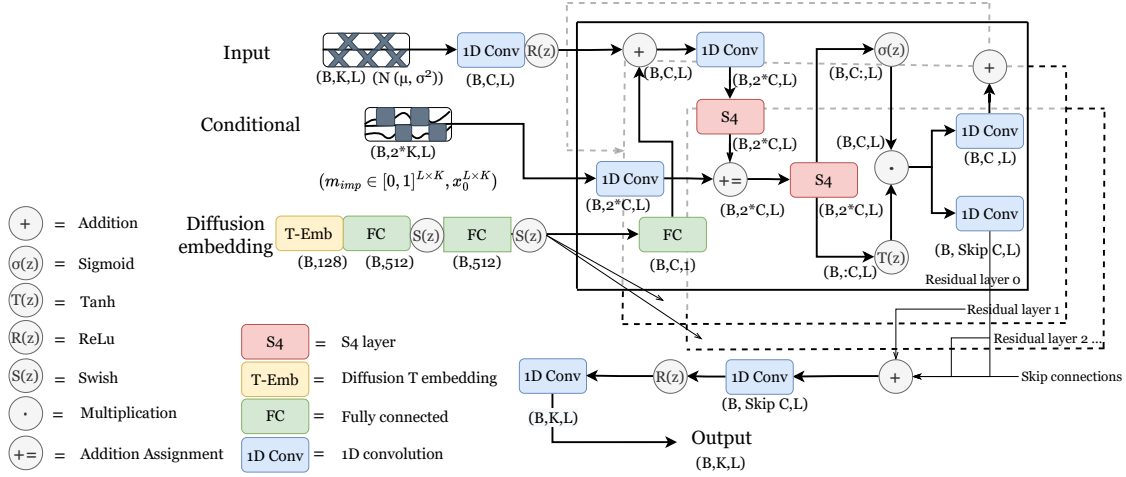 Input
(B,K,L)
(N (μ, σ²))
1D Conv
R(z)
(B,C,L)
+
(B,C,L)
1D Conv
(B,2*C,L)
S4
(B,2*C,L)
σ(z)
(B,C:,L)
+
Conditional
(B,2*K,L)
(m_{imp} ∈ [0, 1]^{L×K}, x_0^{L×K})
1D Conv
(B,2*C,L)
+=
(B,2*C,L)
S4
(B,2*C,L)
(B,C,L)
·
1D Conv
(B,C ,L)
1D Conv
(B, Skip C,L)
Diffusion
embedding
T-Emb
(B,128)
FC
(B,512)
S(z)
FC
(B,512)
S(z)
FC
(B,C,1)
T(z)
(B,:C,L)
Residual layer 0
Residual layer 1
Residual layer 2 ...
Skip connections
+
1D Conv
(B, Skip C,L)
R(z)
1D Conv
(B,K,L)
Output
(B,K,L)
+ = Addition
σ(z) = Sigmoid
T(z) = Tanh
R(z) = ReLu
S(z) = Swish
· = Multiplication
+= = Addition Assignment
S4 = S4 layer
T-Emb = Diffusion T embedding
FC = Fully connected
1D Conv = 1D convolution